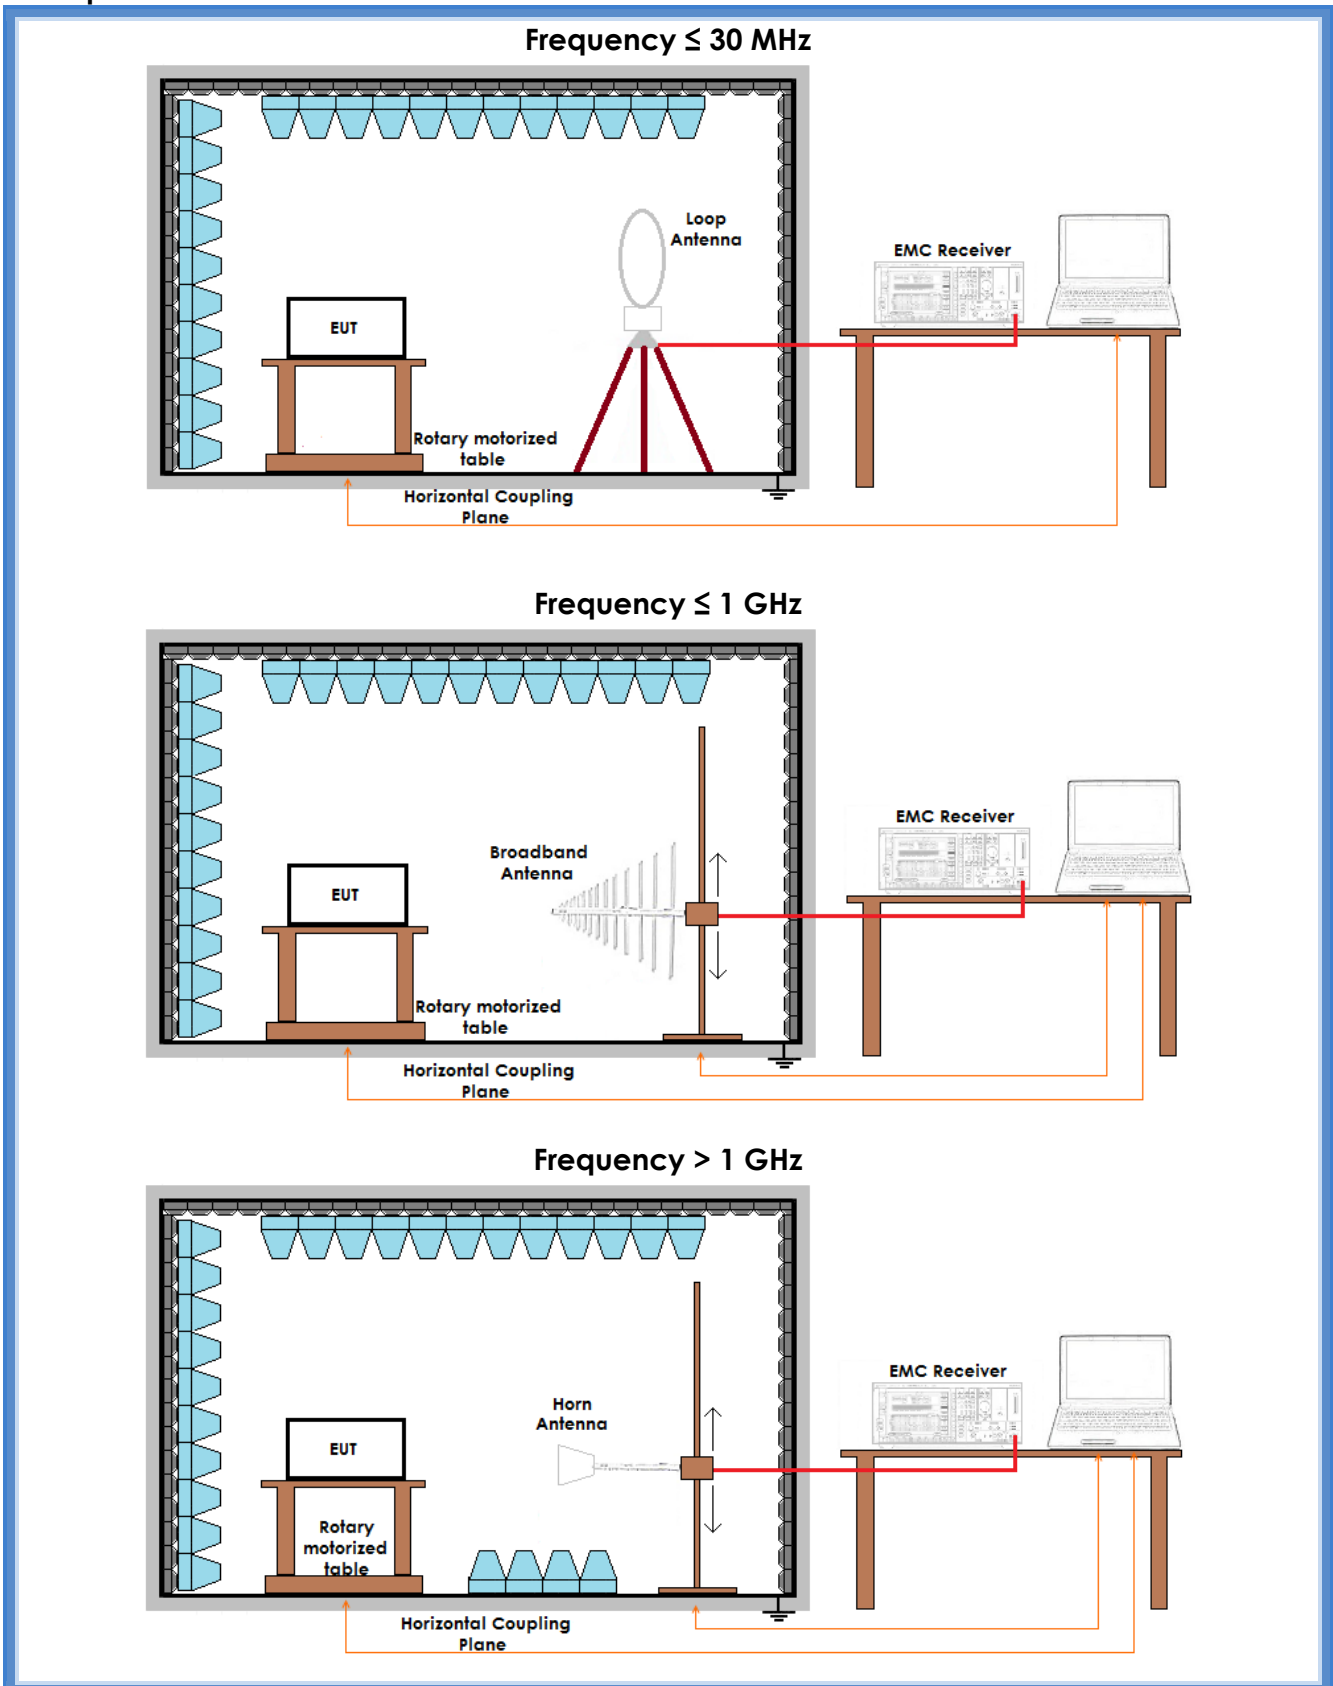 Frequency ≤ 30 MHz
Loop
Antenna
EMC Receiver
EUT
Rotary motorized
table
Horizontal Coupling
Plane
Frequency ≤ 1 GHz
EMC Receiver
Broadband
Antenna
EUT
Rotary motorized
table
Horizontal Coupling
Plane
Frequency > 1 GHz
EMC Receiver
Horn
Antenna
EUT
Rotary
motorized
table
Horizontal Coupling
Plane